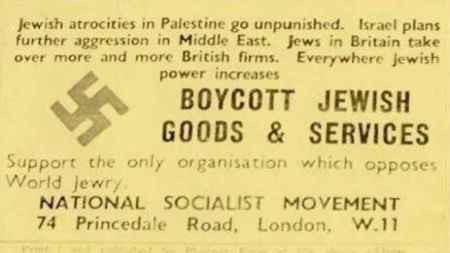 Jewish atrocities in Palestine go unpunished. Israel plans
further aggression in Middle East. Jews in Britain take
over more and more British firms. Everywhere Jewish
power increases
BOYCOTT JEWISH
GOODS & SERVICES
Support the only organisation which opposes
World Jewry.
NATIONAL SOCIALIST MOVEMENT
74 Princedale Road, London, W.11